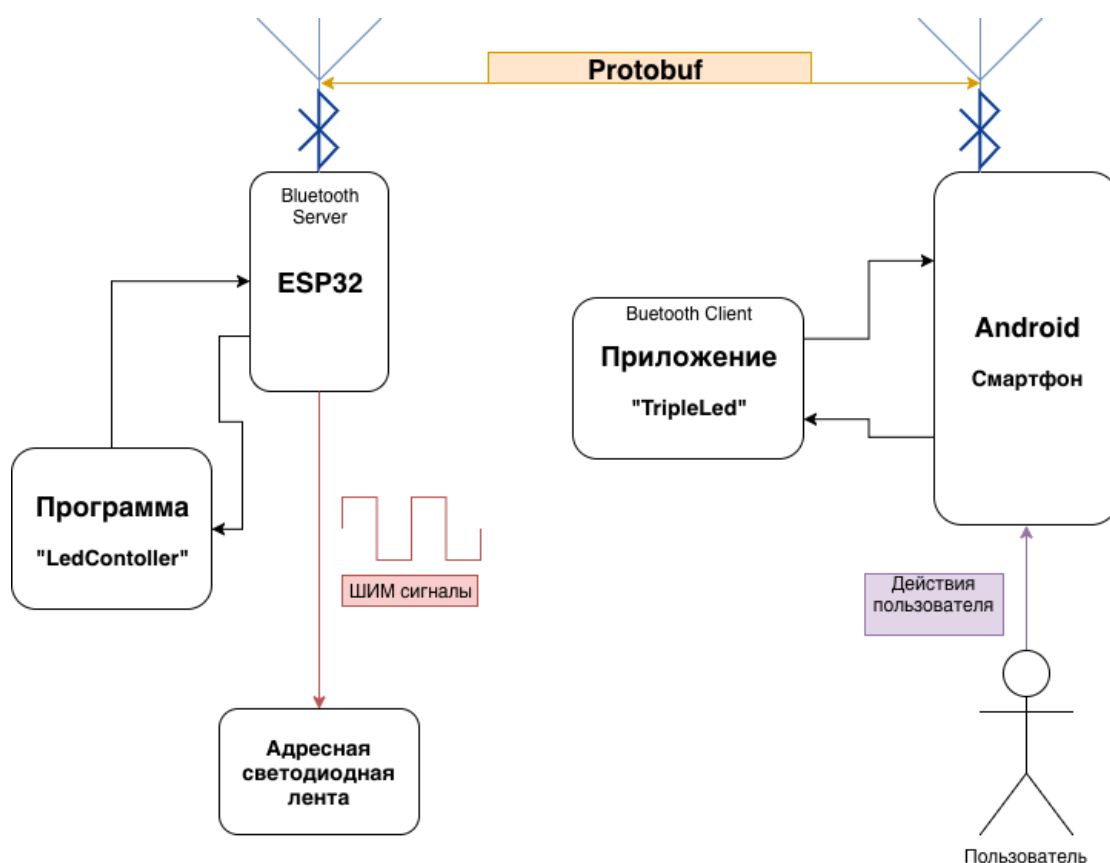 Protobuf
Bluetooth
Server
ESP32
Buetooth Client
Приложение
"TripleLed"
Android
Смартфон
Программа
"LedContoller"
ШИМ сигналы
Действия
пользователя
Адресная
светодиодная
лента
Пользователь